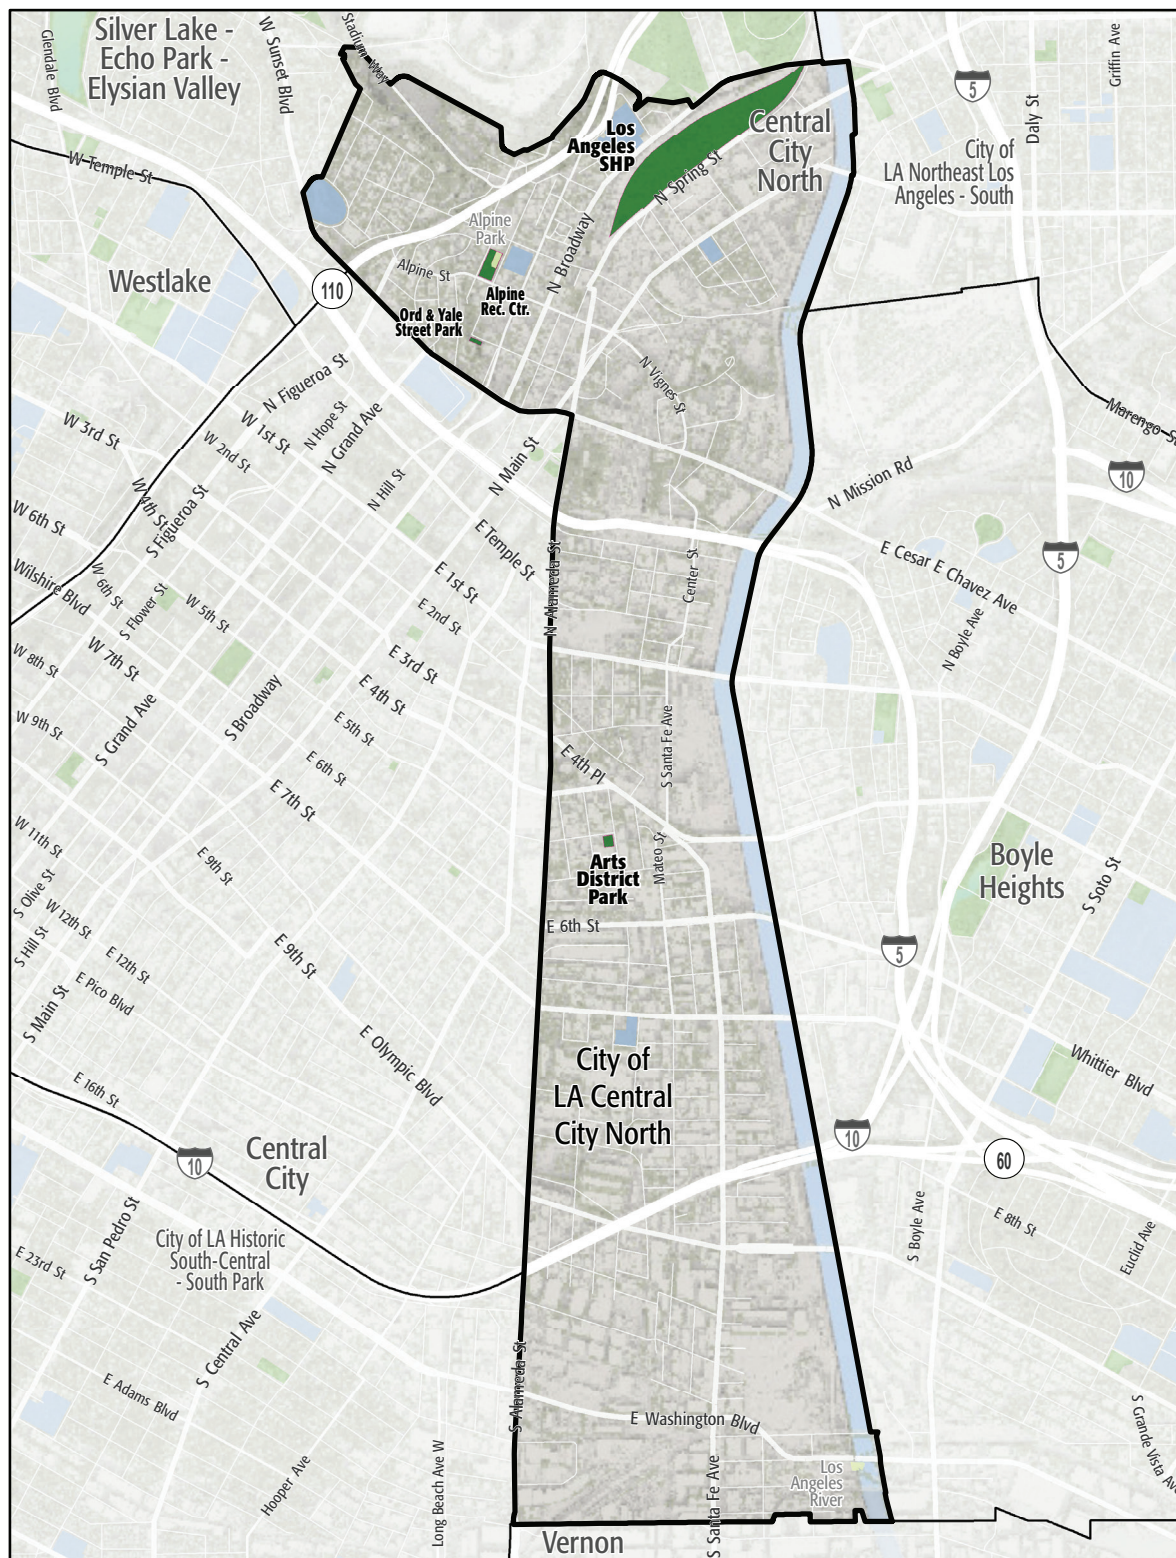 Silver Lake -
Echo Park -
Elysian Valley
Glendale Blvd
W Sunset Blvd
Stadium Way
5
Griffin Ave
Daly St
Los
Angeles
SHP
Central
City
North
City of
LA Northeast Los
Angeles - South
W Temple St
N Spring St
Alpine
Park
N Broadway
Westlake
Alpine St
110
Alpine
Rec. Ctr.
Ord & Yale
Street Park
N Vignes St
N Figueroa St
N Hope St
N Grand Ave
W 1st St
W 2nd St
W 3rd St
Marengo St
N Main St
N Hill St
10
N Mission Rd
W 4th St
S Figueroa St
W 6th St
E Temple St
N Alameda St
Center St
E Cesar E Chavez Ave
5
Wilshire Blvd
W 6th St
S Flower St
W 5th St
E 1st St
E 2nd St
N Boyle Ave
W 8th St
W 7th St
E 3rd St
E 4th St
W 9th St
S Grand Ave
S Broadway
E 5th St
E 6th St
E 4th Pl
S Santa Fe Ave
E 7th St
W 11th St
E 9th St
Mateo St
Arts
District
Park
Boyle
Heights
S Soto St
S Olive St
W 12th St
S Hill St
E 12th St
E 9th St
E 6th St
5
E Pico Blvd
S Main St
E Olympic Blvd
City of
LA Central
City North
Whittier Blvd
E 16th St
10
Central
City
10
60
S San Pedro St
City of LA Historic
South-Central
- South Park
E 23rd St
S Boyle Ave
E 8th St
Euclid Ave
S Central Ave
E Adams Blvd
S Alameda St
E Washington Blvd
S Grande Vista Ave
Hooper Ave
Long Beach Ave W
S Santa Fe Ave
Los
Angeles
River
Vernon